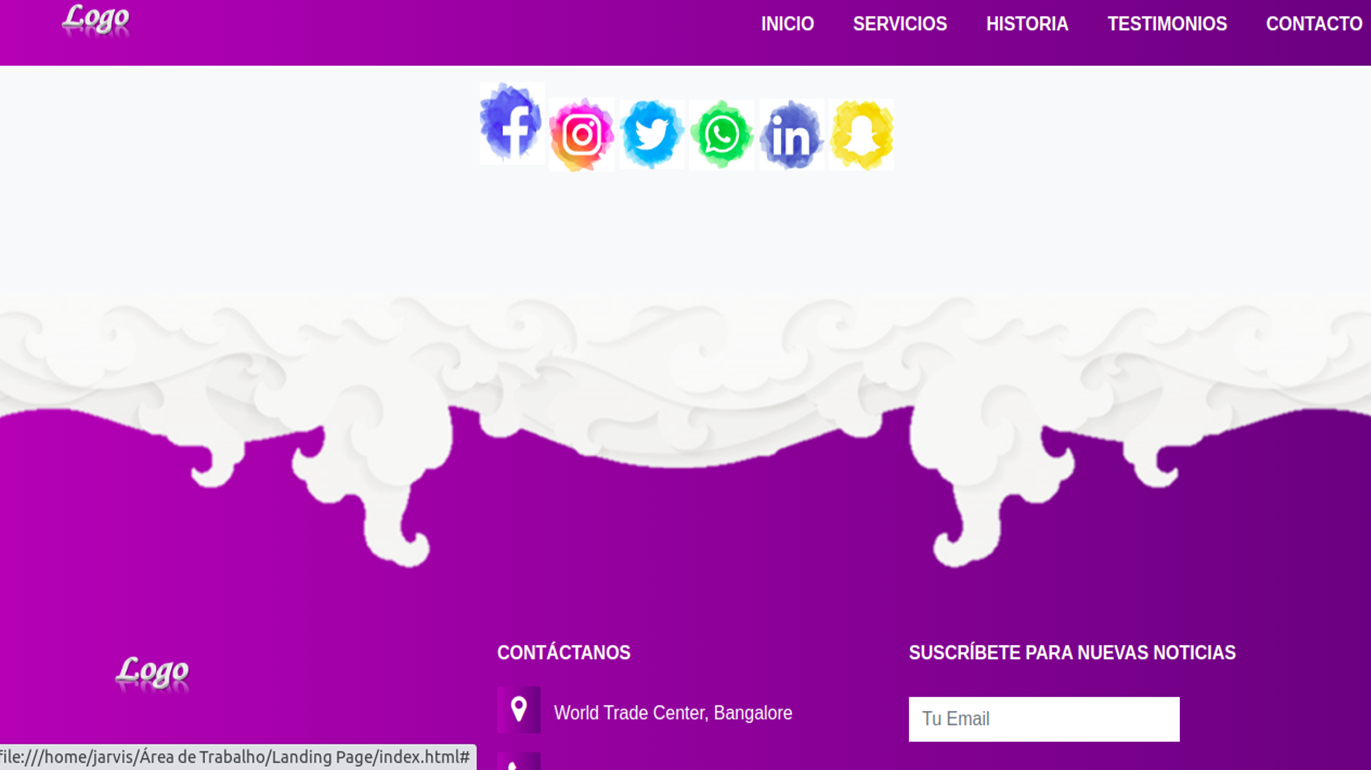 Logo
INICIO SERVICIOS HISTORIA TESTIMONIOS CONTACTO
f
in
Logo
CONTÁCTANOS
World Trade Center, Bangalore
SUSCRÍBETE PARA NUEVAS NOTICIAS
Tu Email
file:///home/jarvis/Área de Trabalho/Landing Page/index.html#